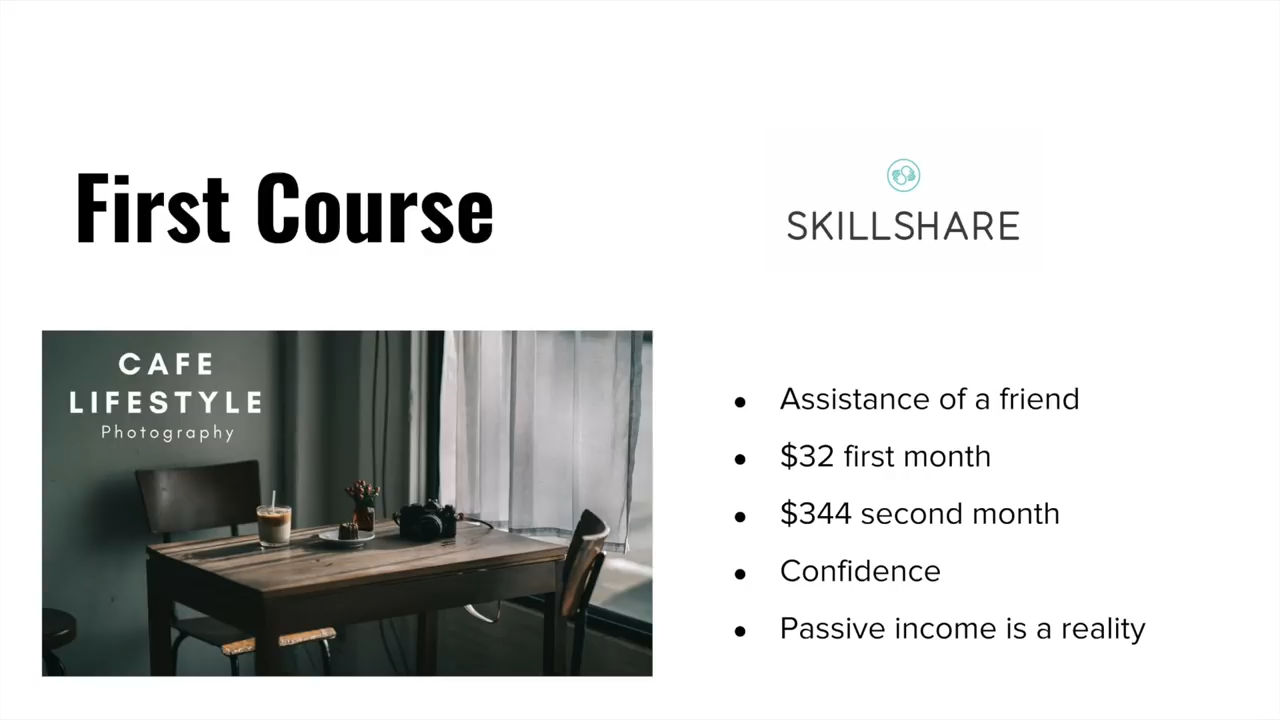 First Course
SKILLSHARE
CAFE
LIFESTYLE
Photography
Assistance of a friend
$32 first month
$344 second month
Confidence
Passive income is a reality